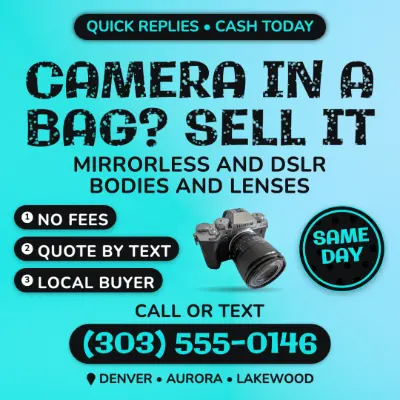 QUICK REPLIES • CASH TODAY
CAMERA IN A
BAG? SELL IT
MIRRORLESS AND DSLR
BODIES AND LENSES
1 NO FEES
2 QUOTE BY TEXT
3 LOCAL BUYER
SAME
DAY
CALL OR TEXT
(303) 555-0146
DENVER • AURORA • LAKEWOOD